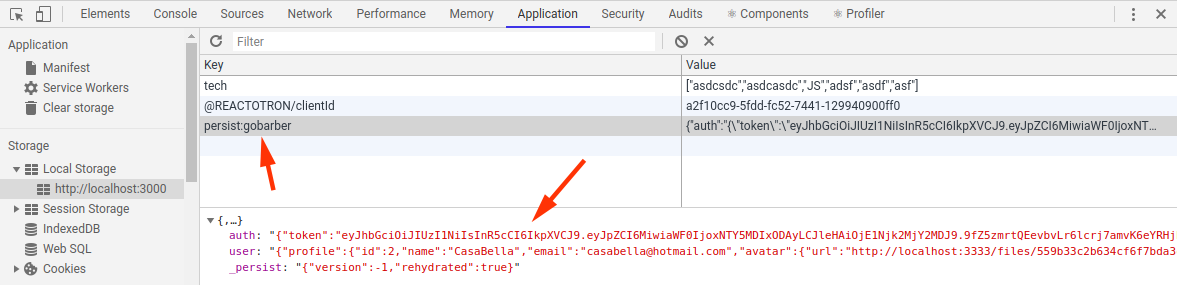 Elements Console Sources Network Performance Memory Application Security Audits Components Profiler
Application
Manifest
Service Workers
Clear storage
Storage
Local Storage
http://localhost:3000
Session Storage
IndexedDB
Web SQL
Cookies
Filter
Key Value
tech ["asdcsdc","asdcasdc","JS","adsf","asdf","asf"]
@REACTOTRON/clientId a2f10cc9-5fdd-fc52-7441-129940900ff0
persist:gobarber {"auth":"{\"token\":\"eyJhbGciOiJIUzI1NiIsInR5cCI6IkpXVCJ9.eyJpZCI6MiwiaWF0IjoxNT…
{,…}
auth: "{"token":"eyJhbGciOiJIUzI1NiIsInR5cCI6IkpXVCJ9.eyJpZCI6MiwiaWF0IjoxNTY5MDIxODAyLCJleHAiOjE1Njk2MjY2MDJ9.9fZ5zmrtQEevbvLr6lcrj7amvK6eYRHj
user: "{"profile":{"id":2,"name":"CasaBella","email":"casabella@hotmail.com","avatar":{"url":"http://localhost:3333/files/559b33c2b634cf6f7bda3
_persist: "{"version":-1,"rehydrated":true}"